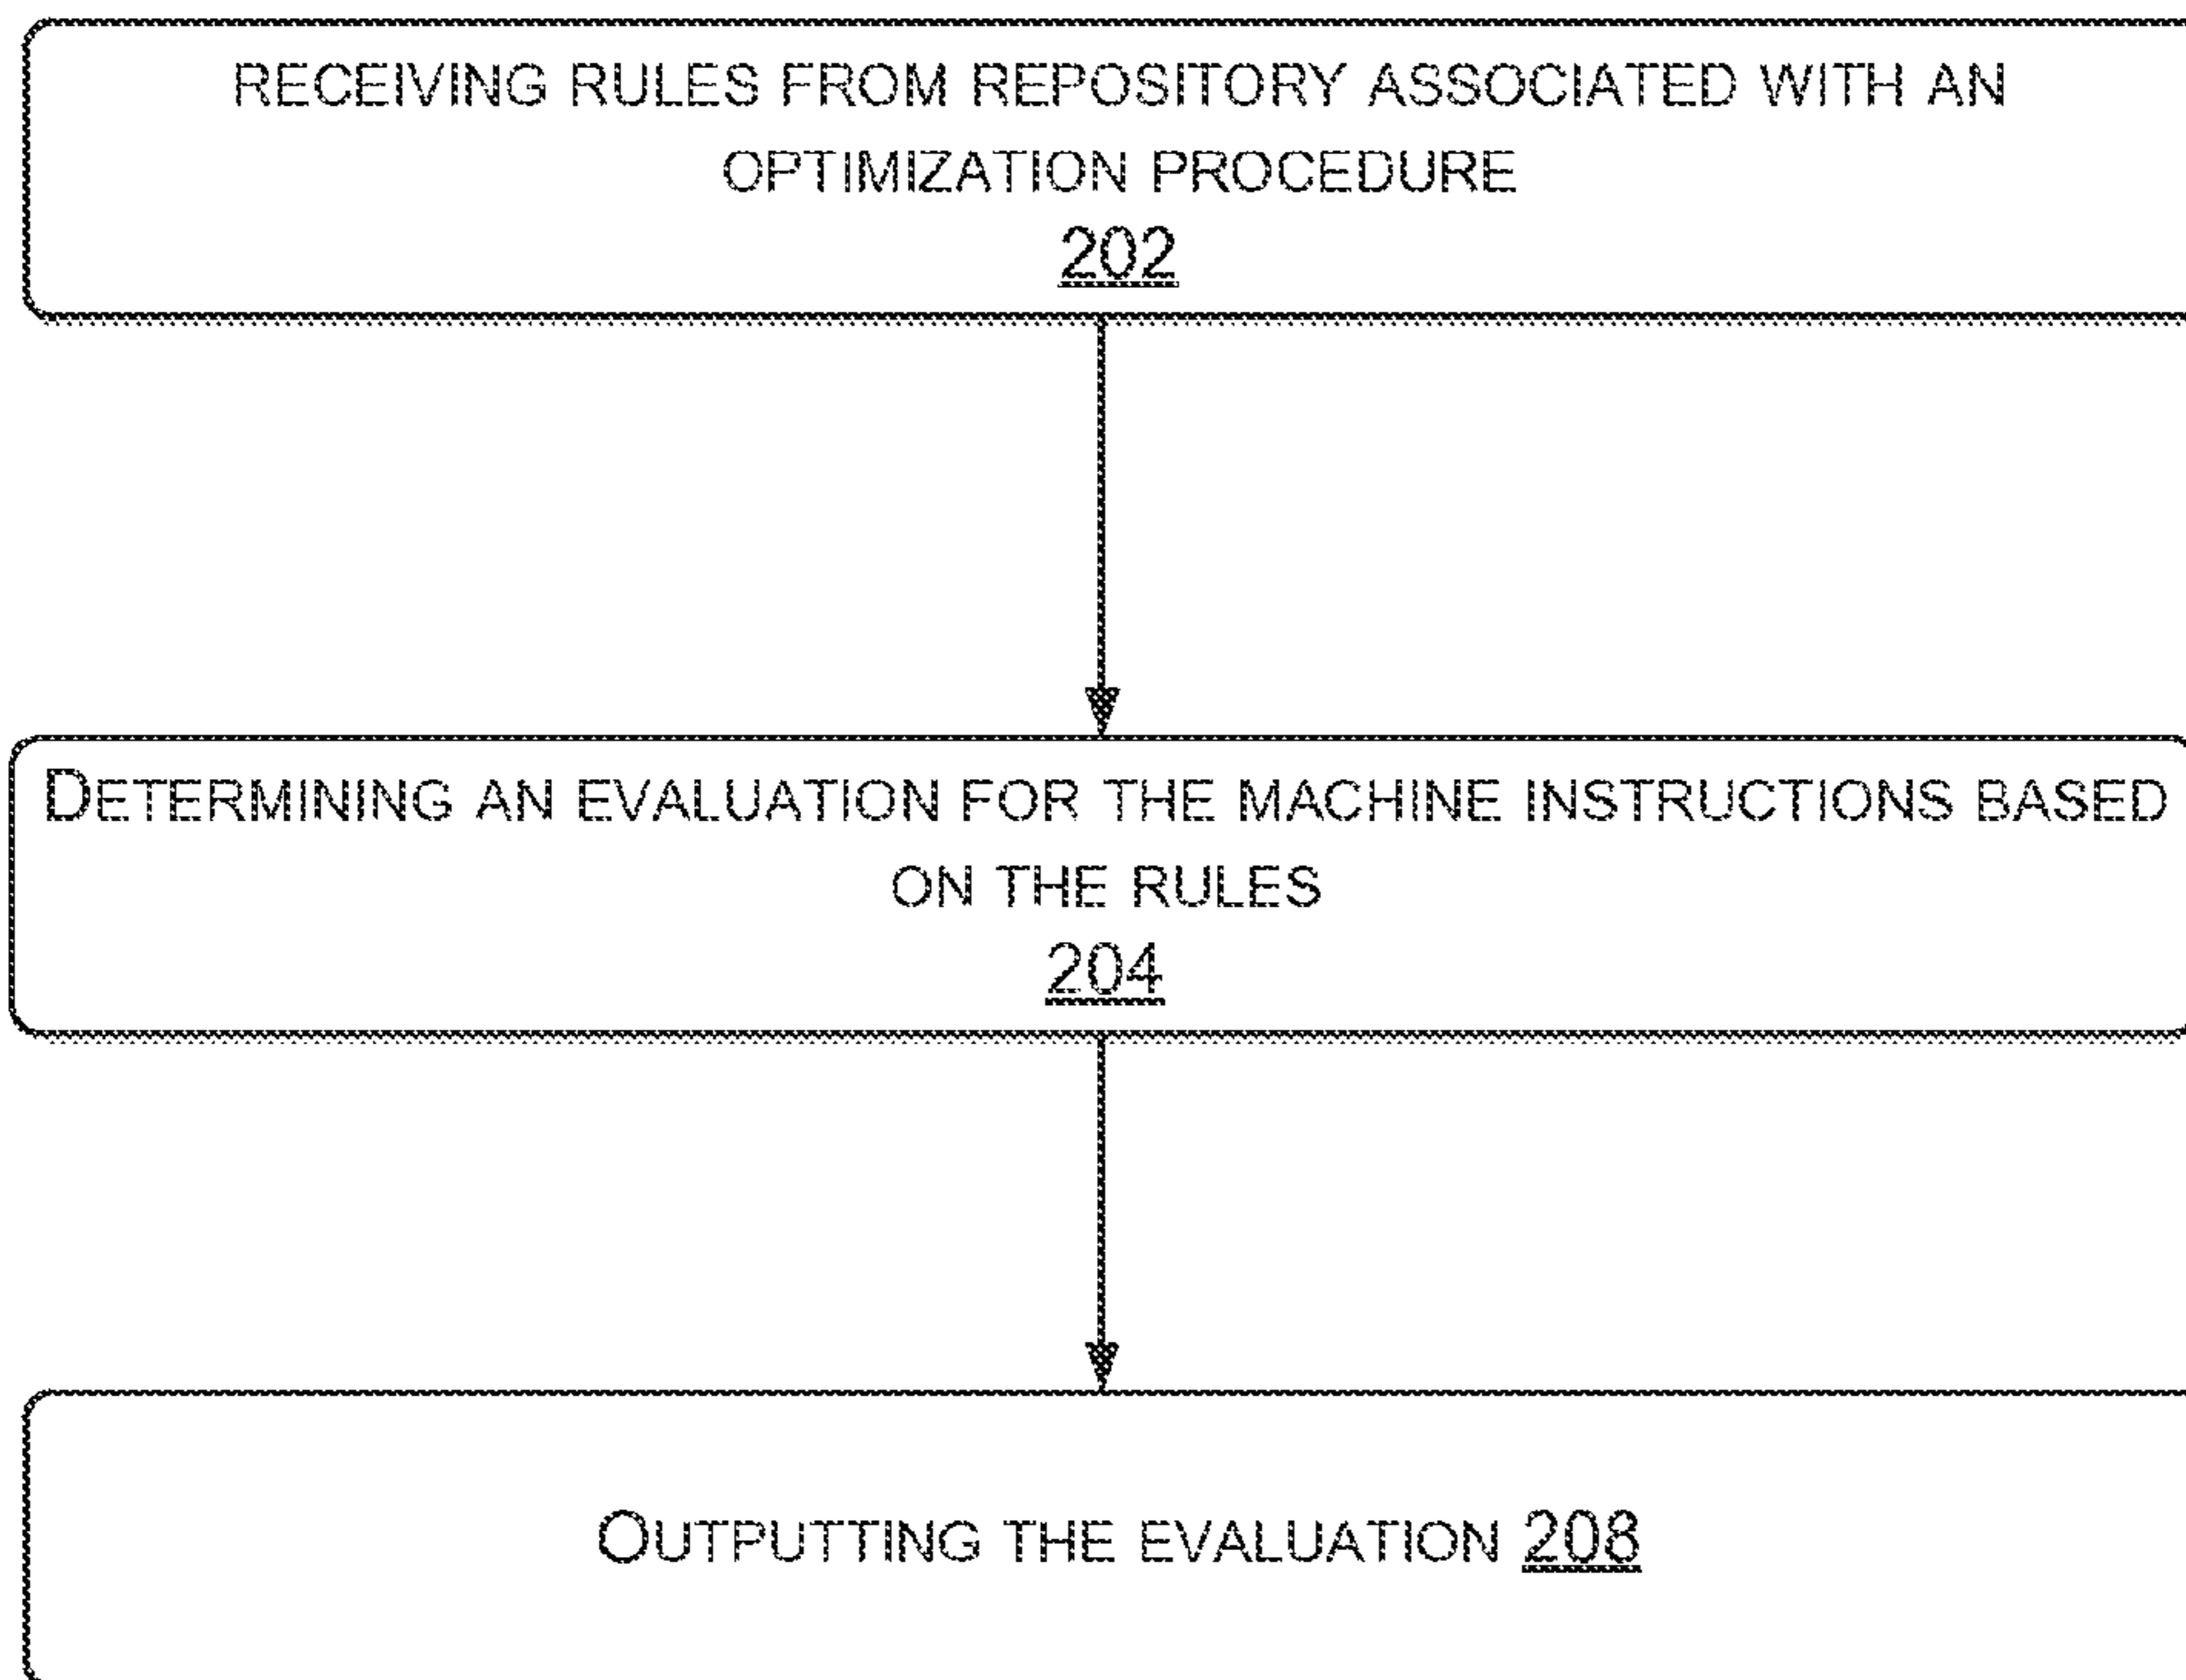 RECEIVING RULES FROM REPOSITORY ASSOCIATED WITH AN
OPTIMIZATION PROCEDURE
202
DETERMINING AN EVALUATION FOR THE MACHINE INSTRUCTIONS BASED
ON THE RULES
204
OUTPUTTING THE EVALUATION 208